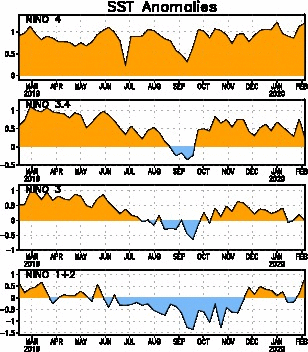 SST Anomalies
NINO 4
1
0.5
0
MAR APR MAY JUN JUL AUG SEP OCT NOV DEC JAN FEB
2019 2020
NINO 3.4
1
0.5
0
-0.5
MAR APR MAY JUN JUL AUG SEP OCT NOV DEC JAN FEB
2019 2020
NINO 3
1
0.5
0
-0.5
-1
MAR APR MAY JUN JUL AUG SEP OCT NOV DEC JAN FEB
2019 2020
NINO 1+2
1
0.5
0
-0.5
-1
-1.5
MAR APR MAY JUN JUL AUG SEP OCT NOV DEC JAN FEB
2019 2020